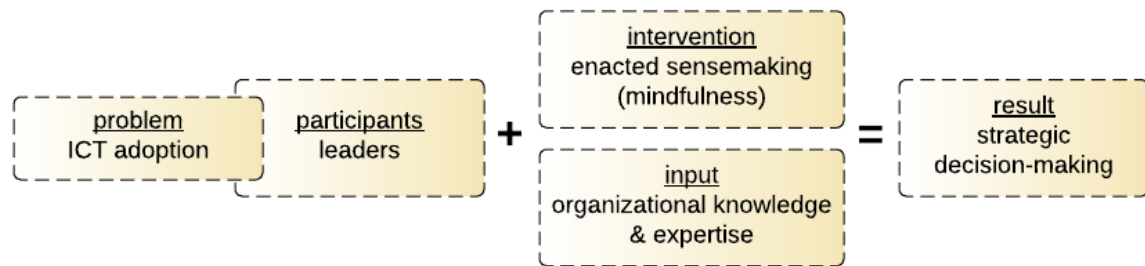 problem
ICT adoption
participants
leaders
+
intervention
enacted sensemaking
(mindfulness)
input
organizational knowledge
& expertise
=
result
strategic
decision-making